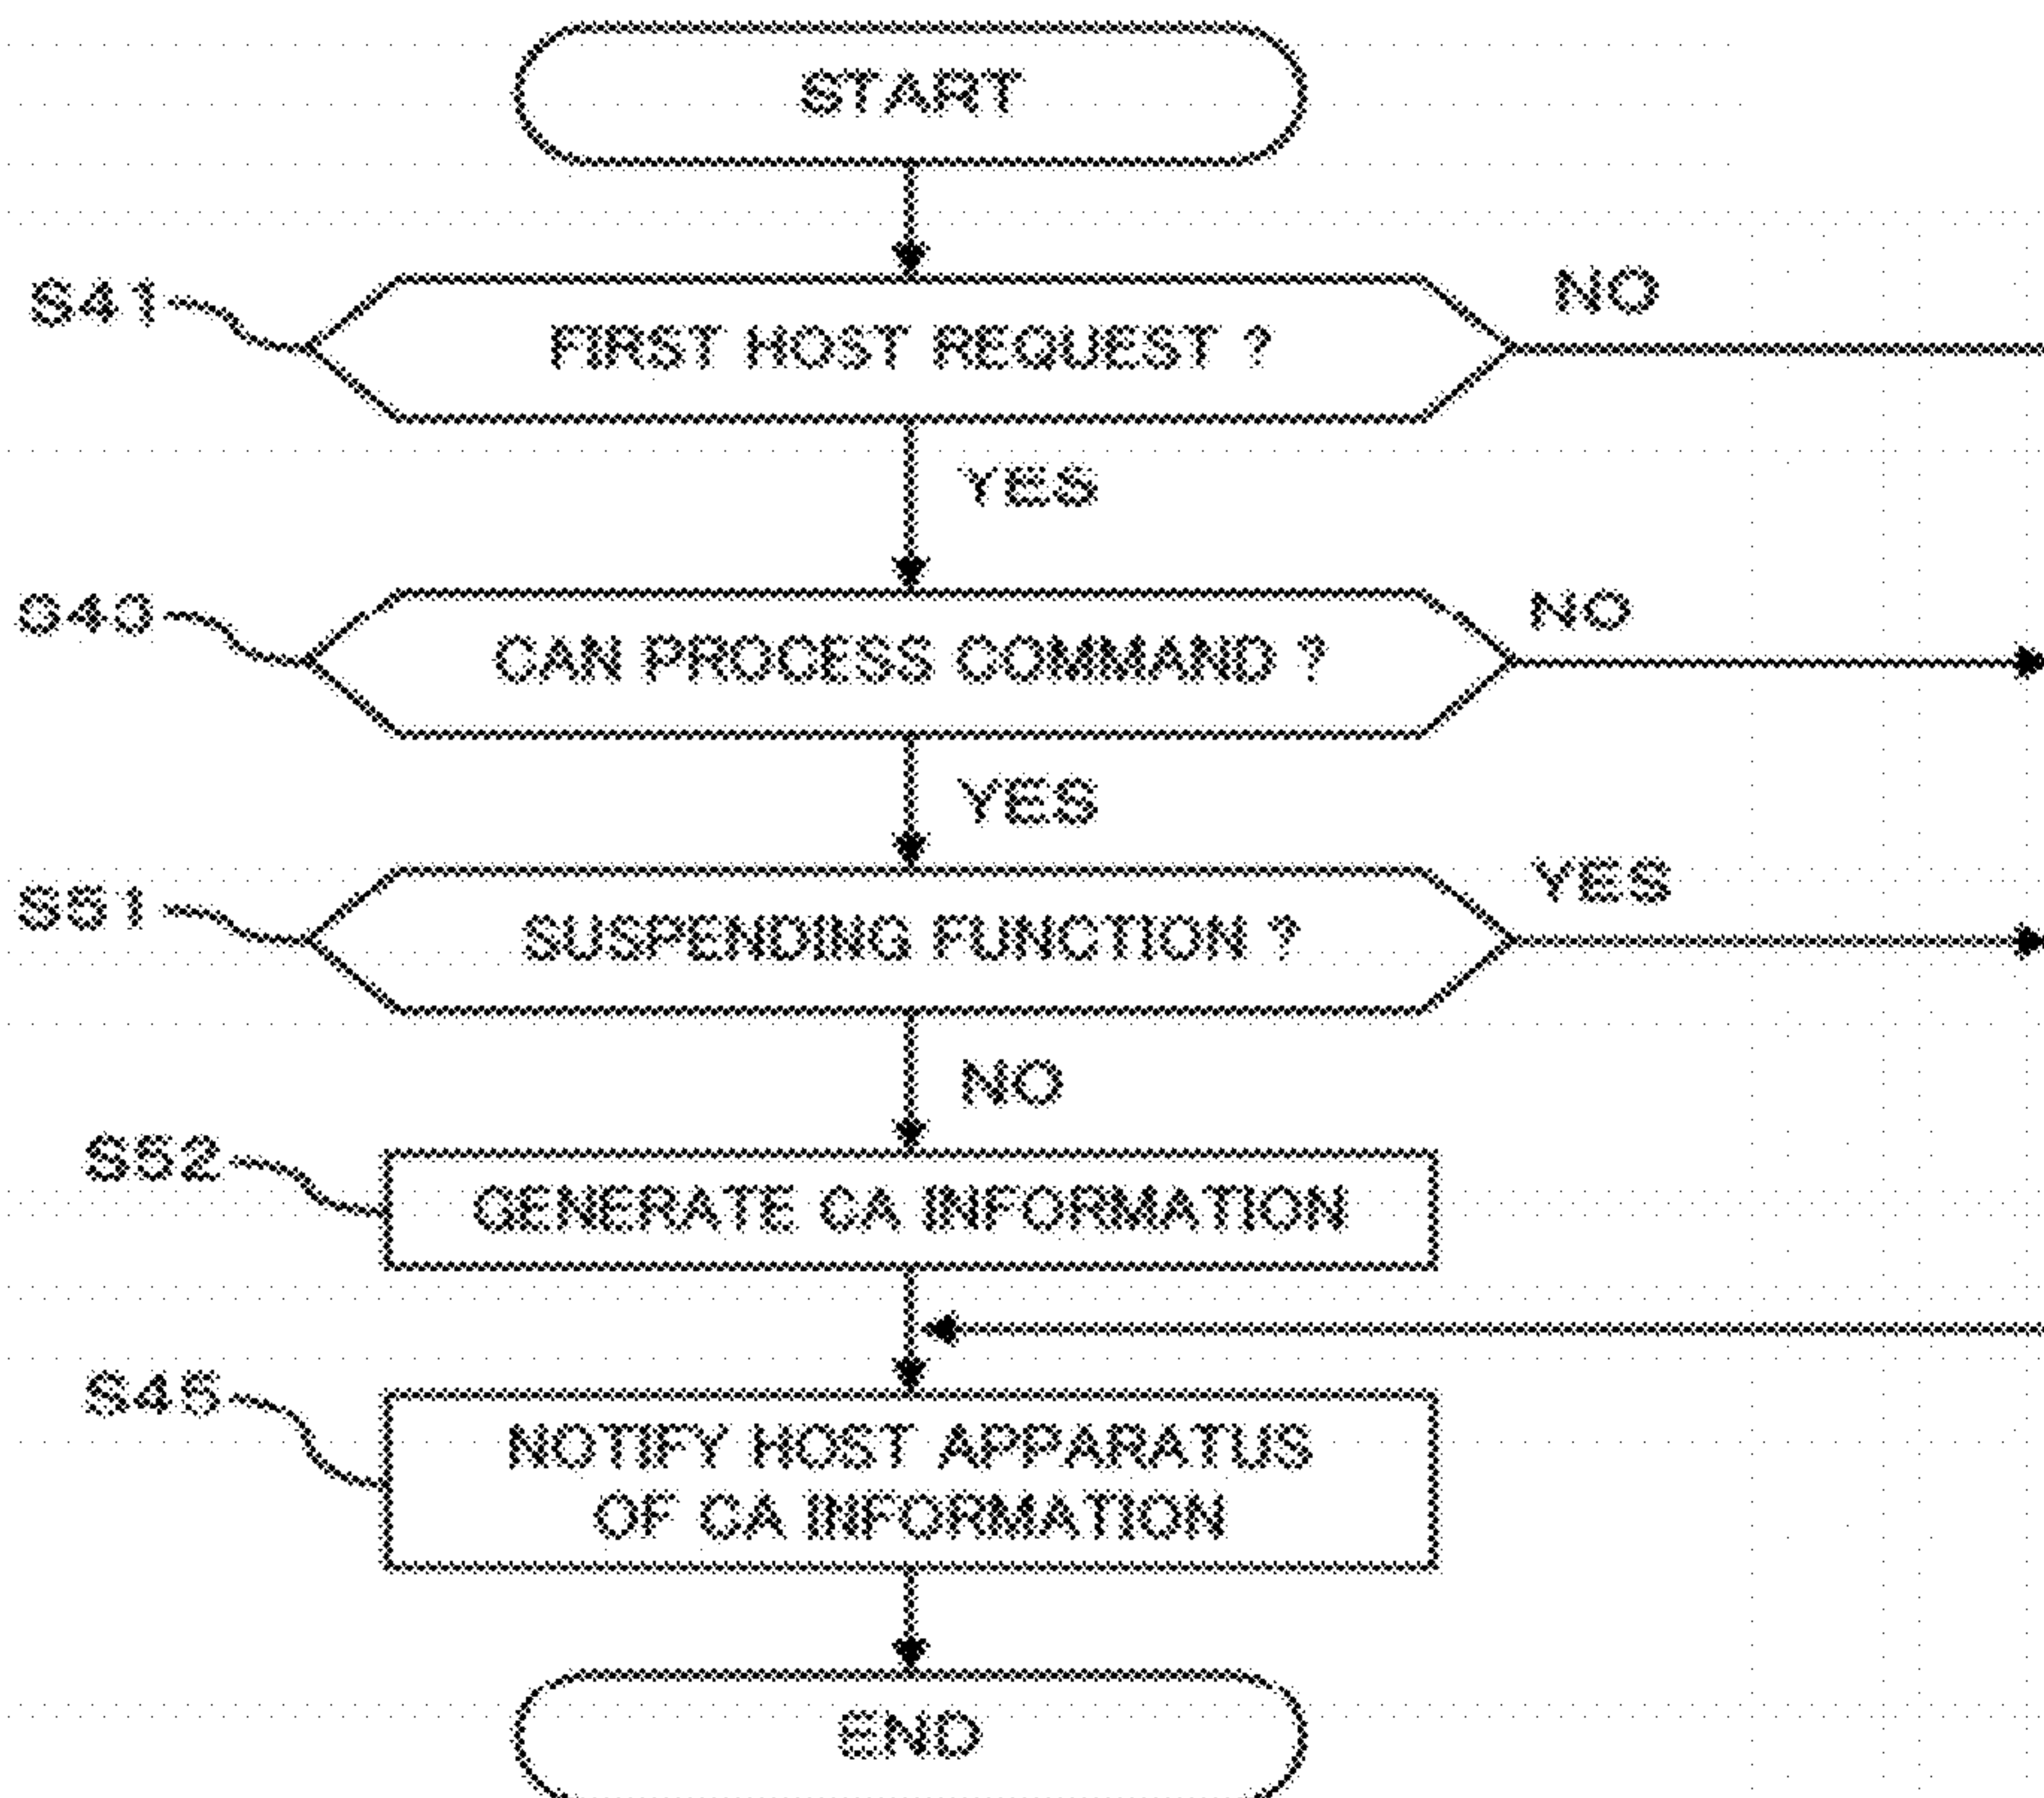 START
S41
FIRST HOST REQUEST ?
NO
YES
S43
CAN PROCESS COMMAND ?
NO
YES
S51
SUSPENDING FUNCTION ?
YES
NO
S52
GENERATE CA INFORMATION
S45
NOTIFY HOST APPARATUS
OF CA INFORMATION
END